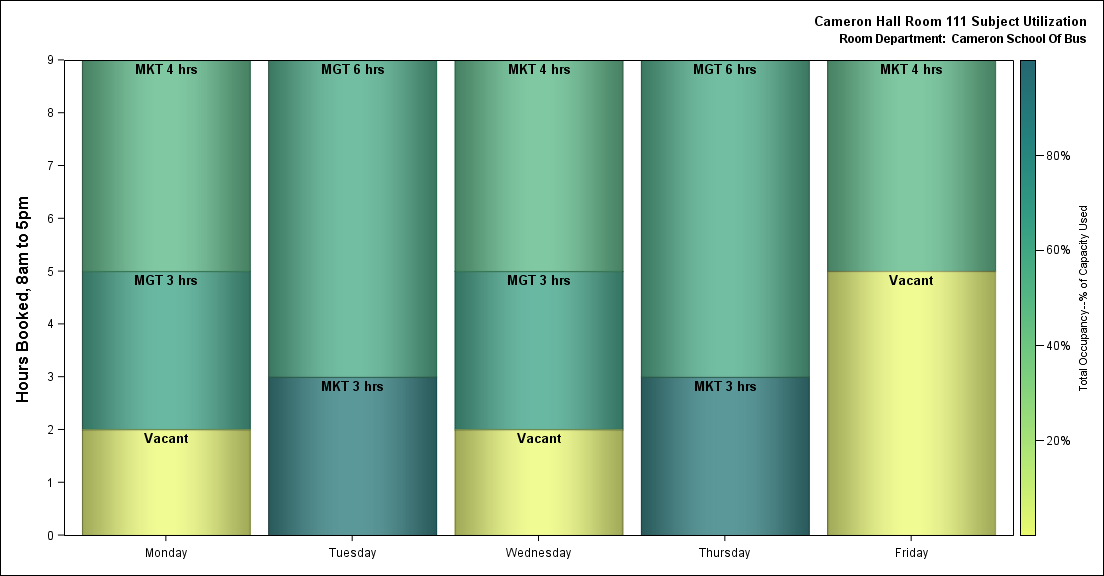 Cameron Hall Room 111 Subject Utilization
Room Department: Cameron School Of Bus
Hours Booked, 8am to 5pm
9
8
7
6
5
4
3
2
1
0
MKT 4 hrs
MGT 3 hrs
Vacant
MGT 6 hrs
MKT 3 hrs
MKT 4 hrs
MGT 3 hrs
Vacant
MGT 6 hrs
MKT 3 hrs
MKT 4 hrs
Vacant
Monday
Tuesday
Wednesday
Thursday
Friday
80%
60%
40%
20%
Total Occupancy--% of Capacity Used